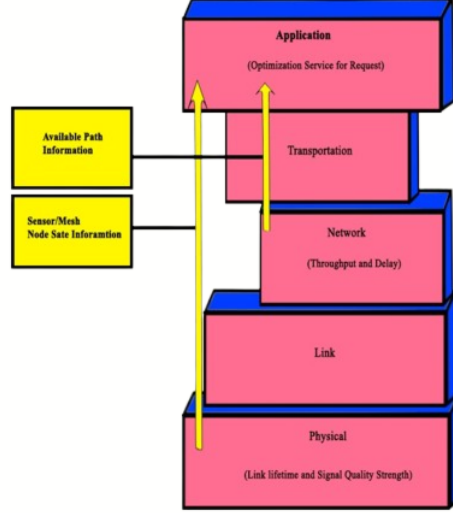 Application
(Optimization Service for Request)
Available Path
Information
Transportation
Sensor/Mesh
Node Sate Inforamtion
Network
(Throughput and Delay)
Link
Physical
(Link lifetime and Signal Quality Strength)